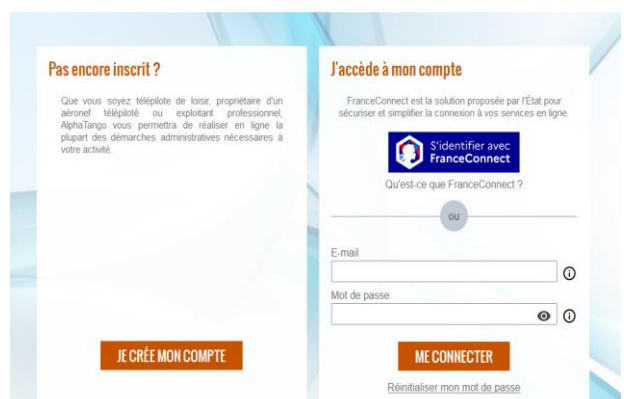 Pas encore inscrit ?
Que vous soyez télépilote de loisir, propriétaire d'un
aéronef télépiloté ou exploitant professionnel,
AlphaTango vous permettra de réaliser en ligne la
plupart des démarches administratives nécessaires à
votre activité.
JE CRÉE MON COMPTE
J'accède à mon compte
FranceConnect est la solution proposée par l'État pour
sécuriser et simplifier la connexion à vos services en ligne.
S'identifier avec
FranceConnect
Qu'est-ce que FranceConnect ?
ou
E-mail
Mot de passe
ME CONNECTER
Réinitialiser mon mot de passe